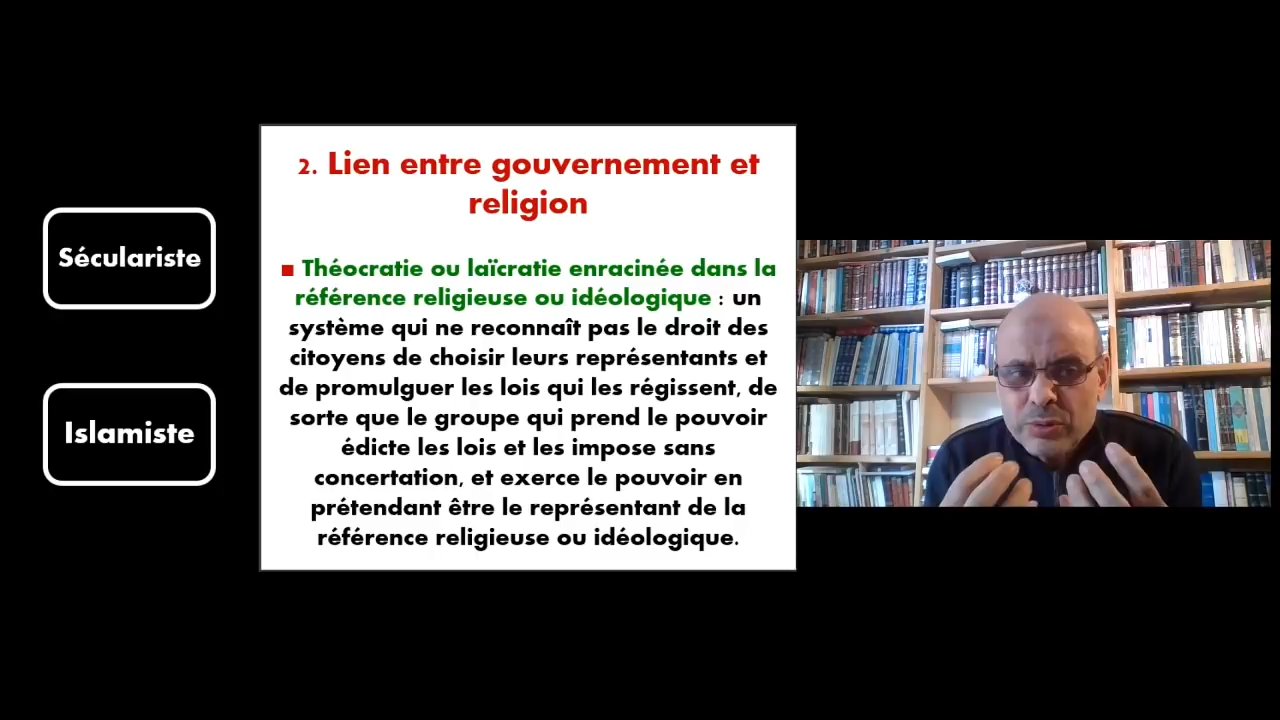 Séculariste
Islamiste
2. Lien entre gouvernement et
religion
■ Théocratie ou laïcratie enracinée dans la
référence religieuse ou idéologique : un
système qui ne reconnaît pas le droit des
citoyens de choisir leurs représentants et
de promulguer les lois qui les régissent, de
sorte que le groupe qui prend le pouvoir
édicte les lois et les impose sans
concertation, et exerce le pouvoir en
prétendant être le représentant de la
référence religieuse ou idéologique.